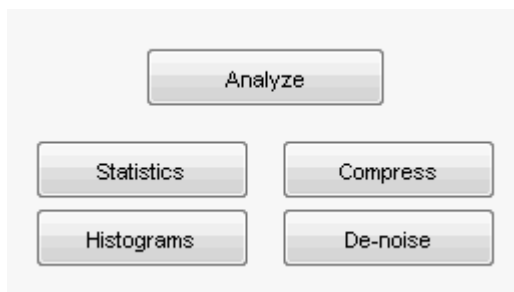 Analyze
Statistics
Compress
Histograms
De-noise